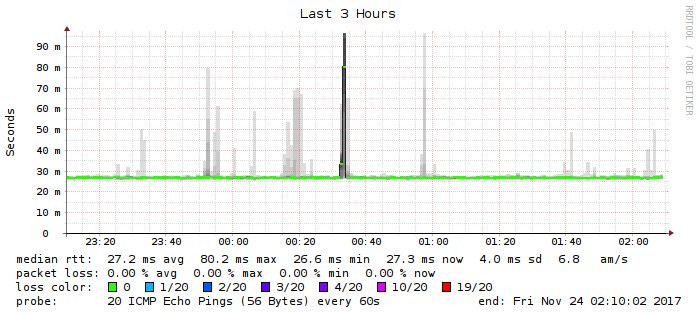 Last 3 Hours
RRDTOOL / TOBI OETIKER
Seconds
90 m
80 m
70 m
60 m
50 m
40 m
30 m
20 m
10 m
0
23:20 23:40 00:00 00:20 00:40 01:00 01:20 01:40 02:00
median rtt: 27.2 ms avg 80.2 ms max 26.6 ms min 27.3 ms now 4.0 ms sd 6.8 am/s
packet loss: 0.00 % avg 0.00 % max 0.00 % min 0.00 % now
loss color: 0 1/20 2/20 3/20 4/20 10/20 19/20
probe: 20 ICMP Echo Pings (56 Bytes) every 60s end: Fri Nov 24 02:10:02 2017